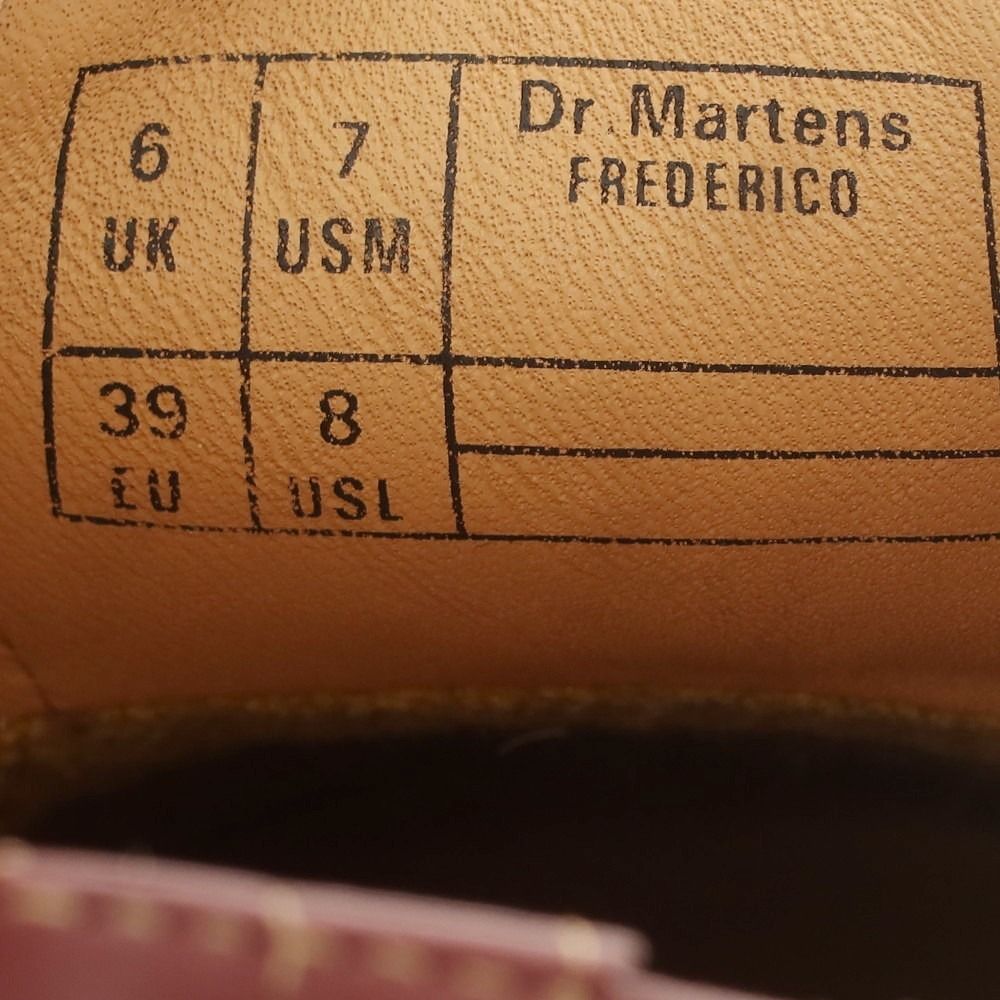 6
UK
7
USM
Dr. Martens
FREDERICO
39
EU
8
USL